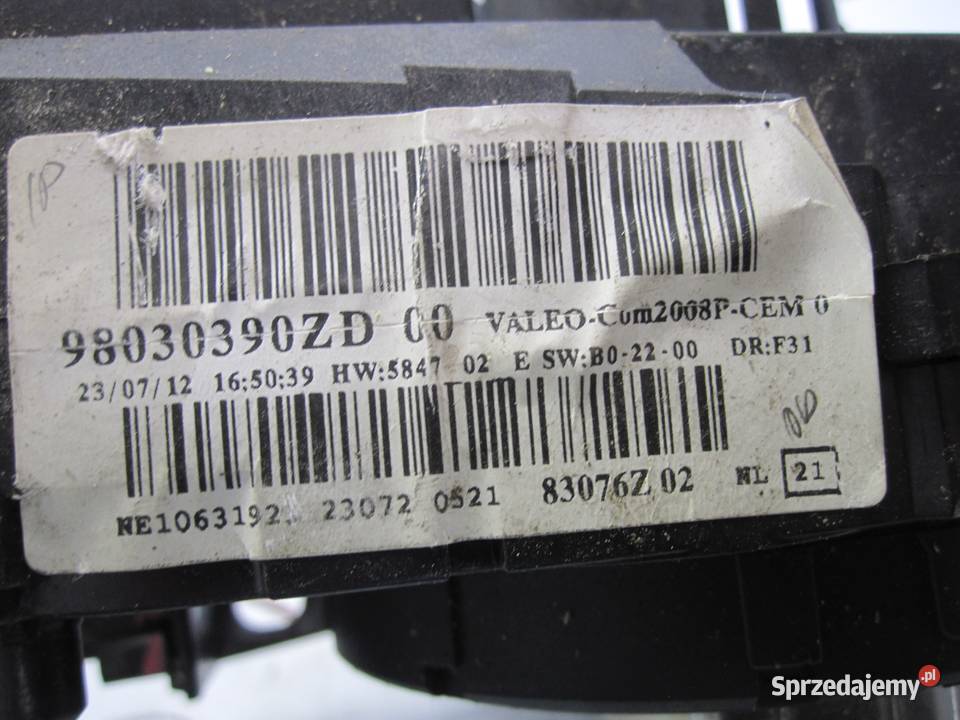 98030390ZD 00 VALEO-Com2008P-CEM 0
23/07/12 16:50:39 HW:5847 02 E SW:B0-22-00 DR:F31
NE1063192 23072 0521 83076Z 02 NL 21
Sprzedajemy.pl